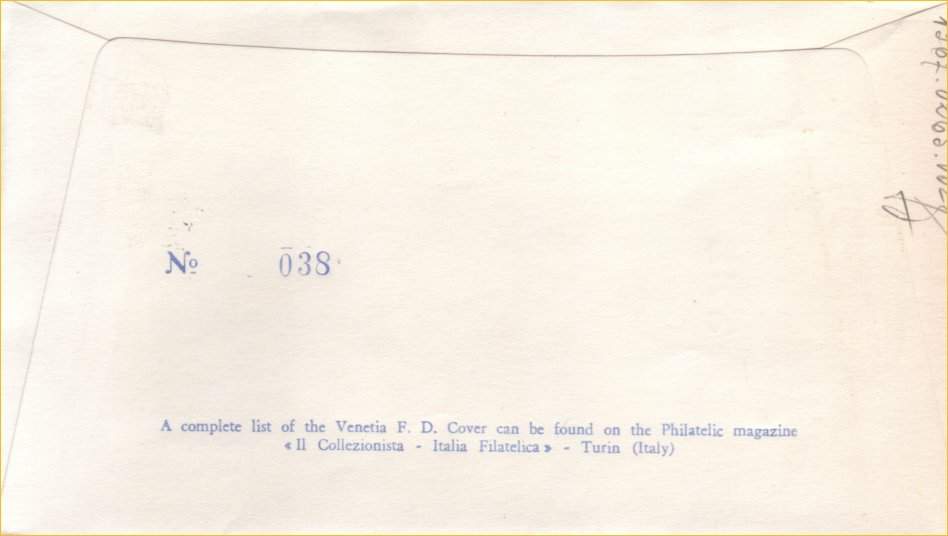 Nº 038
A complete list of the Venetia F. D. Cover can be found on the Philatelic magazine
« Il Collezionista - Italia Filatelica » - Turin (Italy)